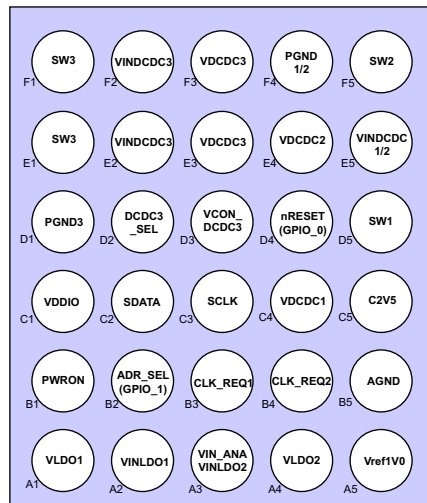 SW3
VINDCDC3
VDCDC3
PGND
1/2
SW2
F1
F2
F3
F4
F5
SW3
VINDCDC3
VDCDC3
VDCDC2
VINDCDC
1/2
E1
E2
E3
E4
E5
PGND3
DCDC3
_SEL
VCON_
DCDC3
nRESET
(GPIO_0)
SW1
D1
D2
D3
D4
D5
VDDIO
SDATA
SCLK
VDCDC1
C2V5
C1
C2
C3
C4
C5
PWRON
ADR_SEL
(GPIO_1)
CLK_REQ1
CLK_REQ2
AGND
B1
B2
B3
B4
B5
VLDO1
VINLDO1
VIN_ANA
VINLDO2
VLDO2
Vref1V0
A1
A2
A3
A4
A5